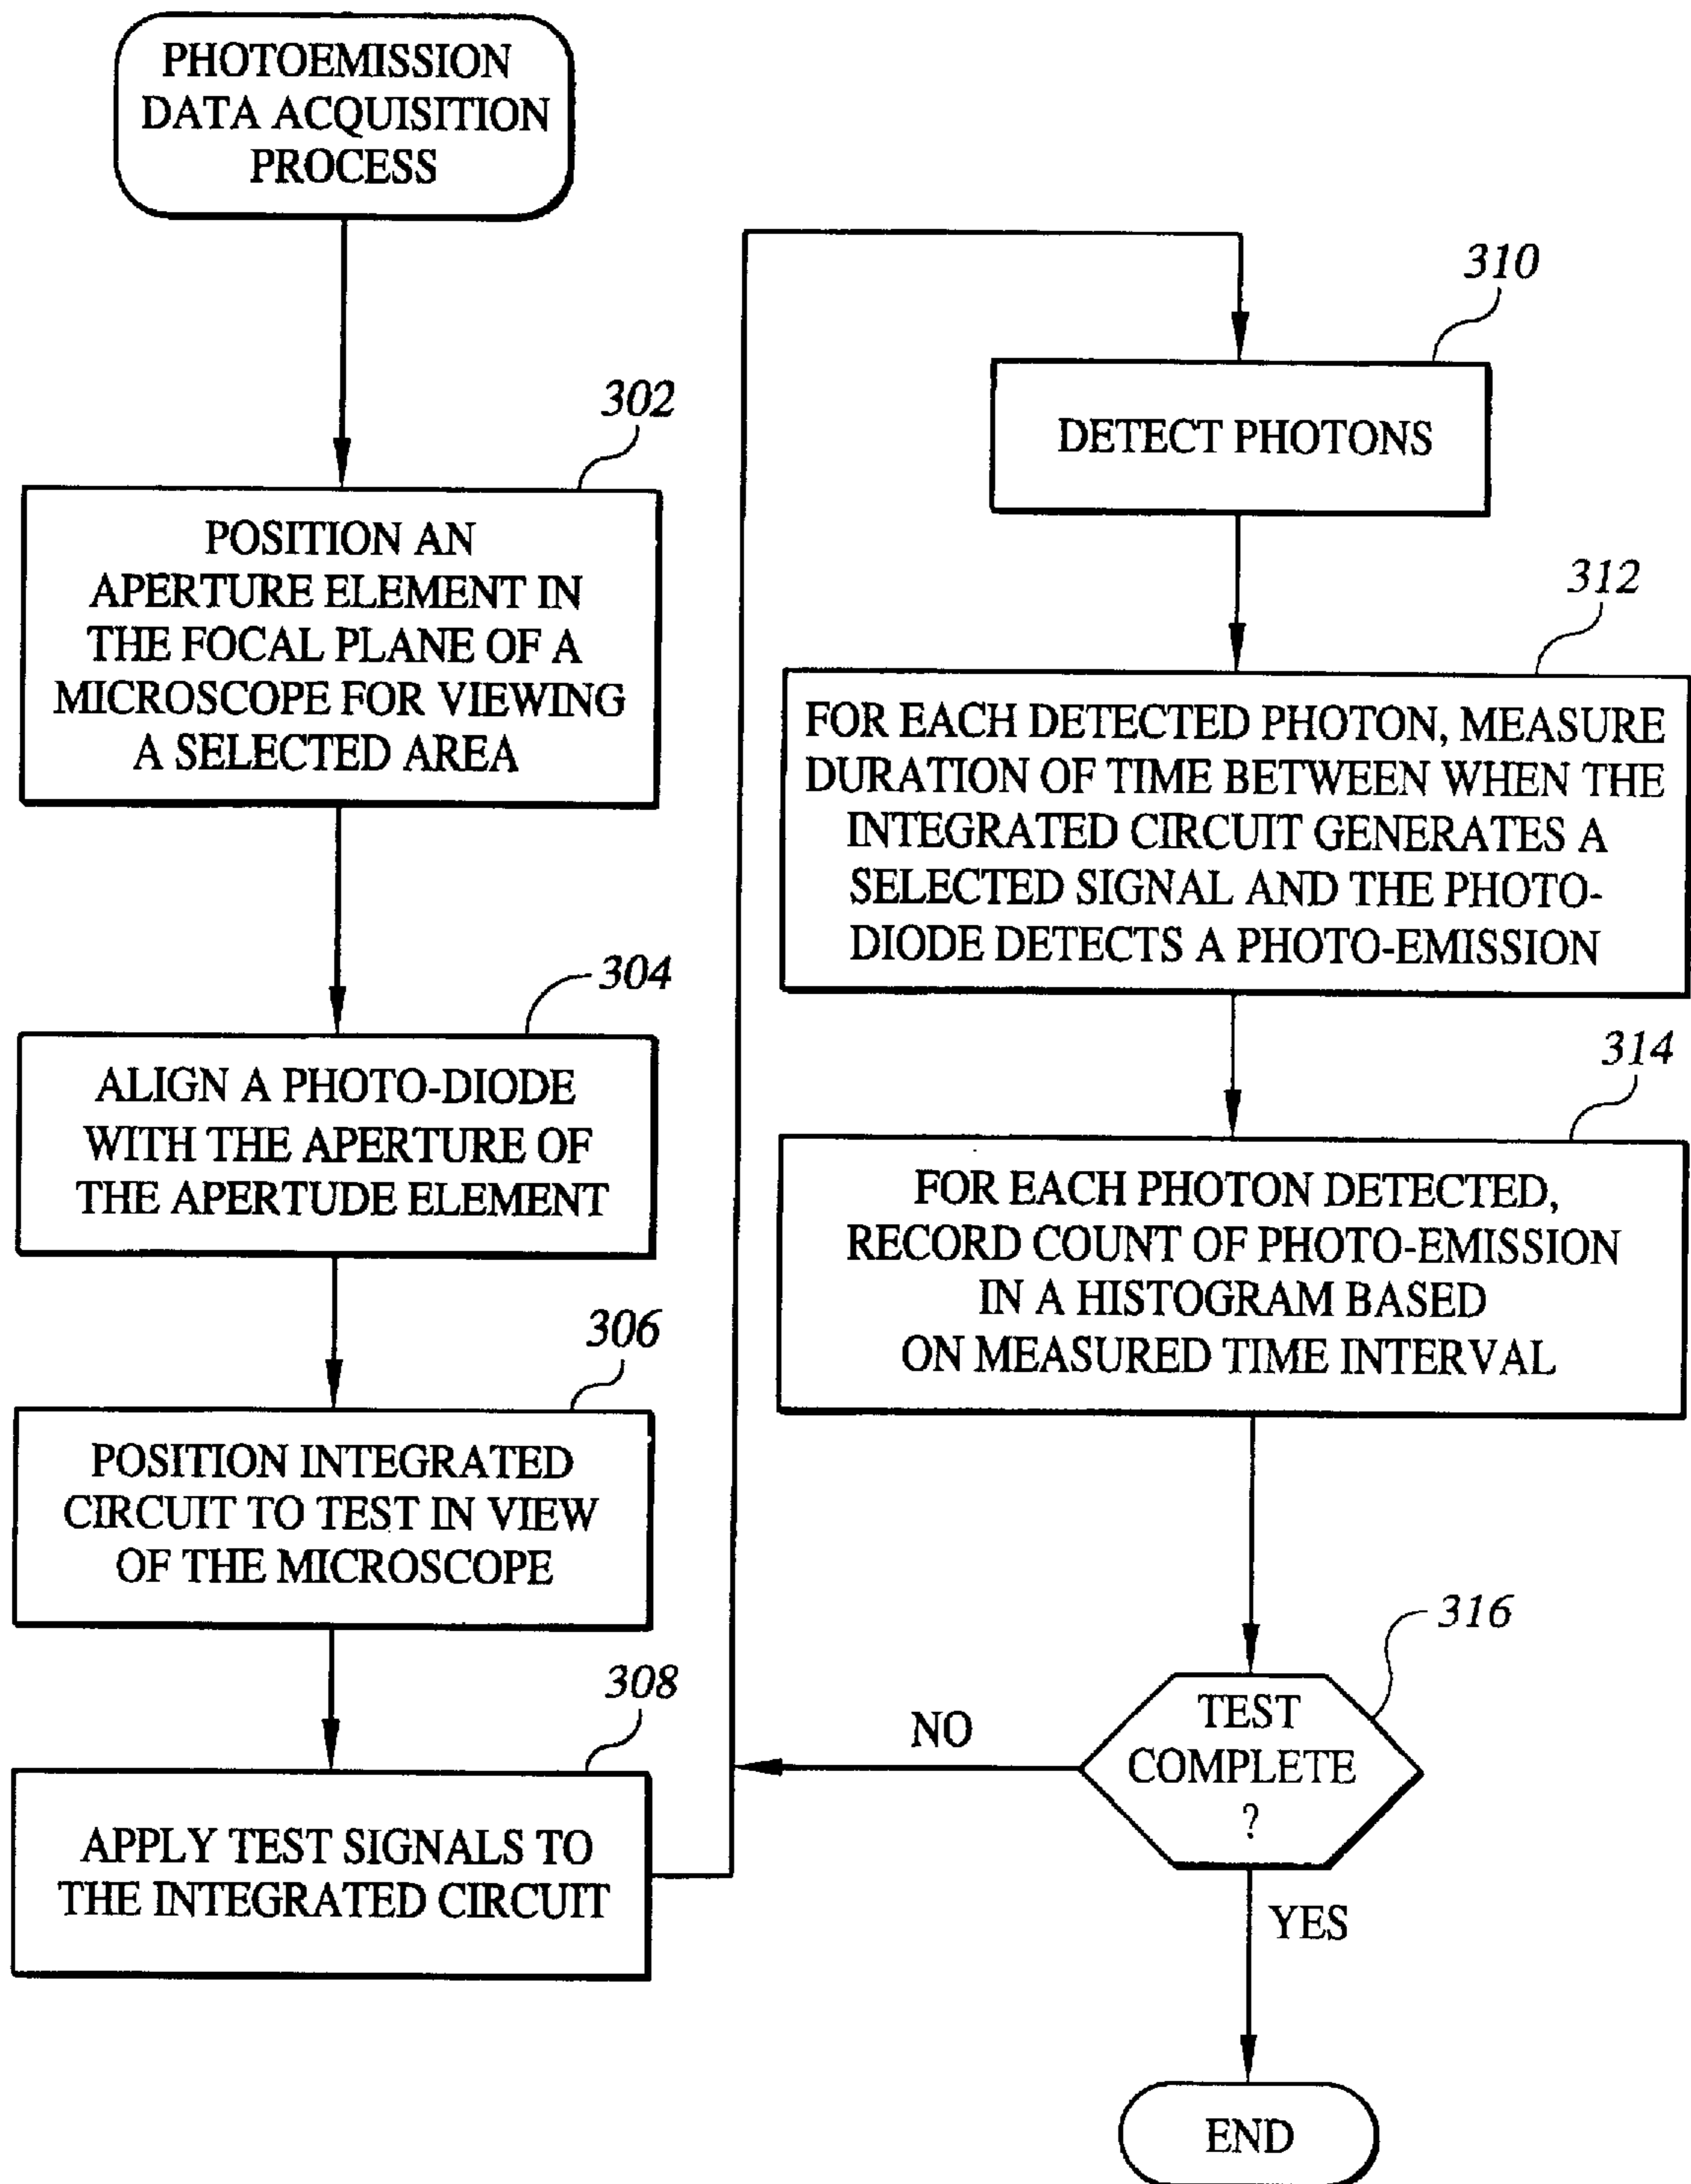 PHOTOEMISSION
DATA ACQUISITION
PROCESS
302
POSITION AN
APERTURE ELEMENT IN
THE FOCAL PLANE OF A
MICROSCOPE FOR VIEWING
A SELECTED AREA
304
ALIGN A PHOTO-DIODE
WITH THE APERTURE OF
THE APERTUDE ELEMENT
306
POSITION INTEGRATED
CIRCUIT TO TEST IN VIEW
OF THE MICROSCOPE
308
APPLY TEST SIGNALS TO
THE INTEGRATED CIRCUIT
310
DETECT PHOTONS
312
FOR EACH DETECTED PHOTON, MEASURE
DURATION OF TIME BETWEEN WHEN THE
INTEGRATED CIRCUIT GENERATES A
SELECTED SIGNAL AND THE PHOTO-
DIODE DETECTS A PHOTO-EMISSION
314
FOR EACH PHOTON DETECTED,
RECORD COUNT OF PHOTO-EMISSION
IN A HISTOGRAM BASED
ON MEASURED TIME INTERVAL
316
TEST
COMPLETE
?
NO
YES
END